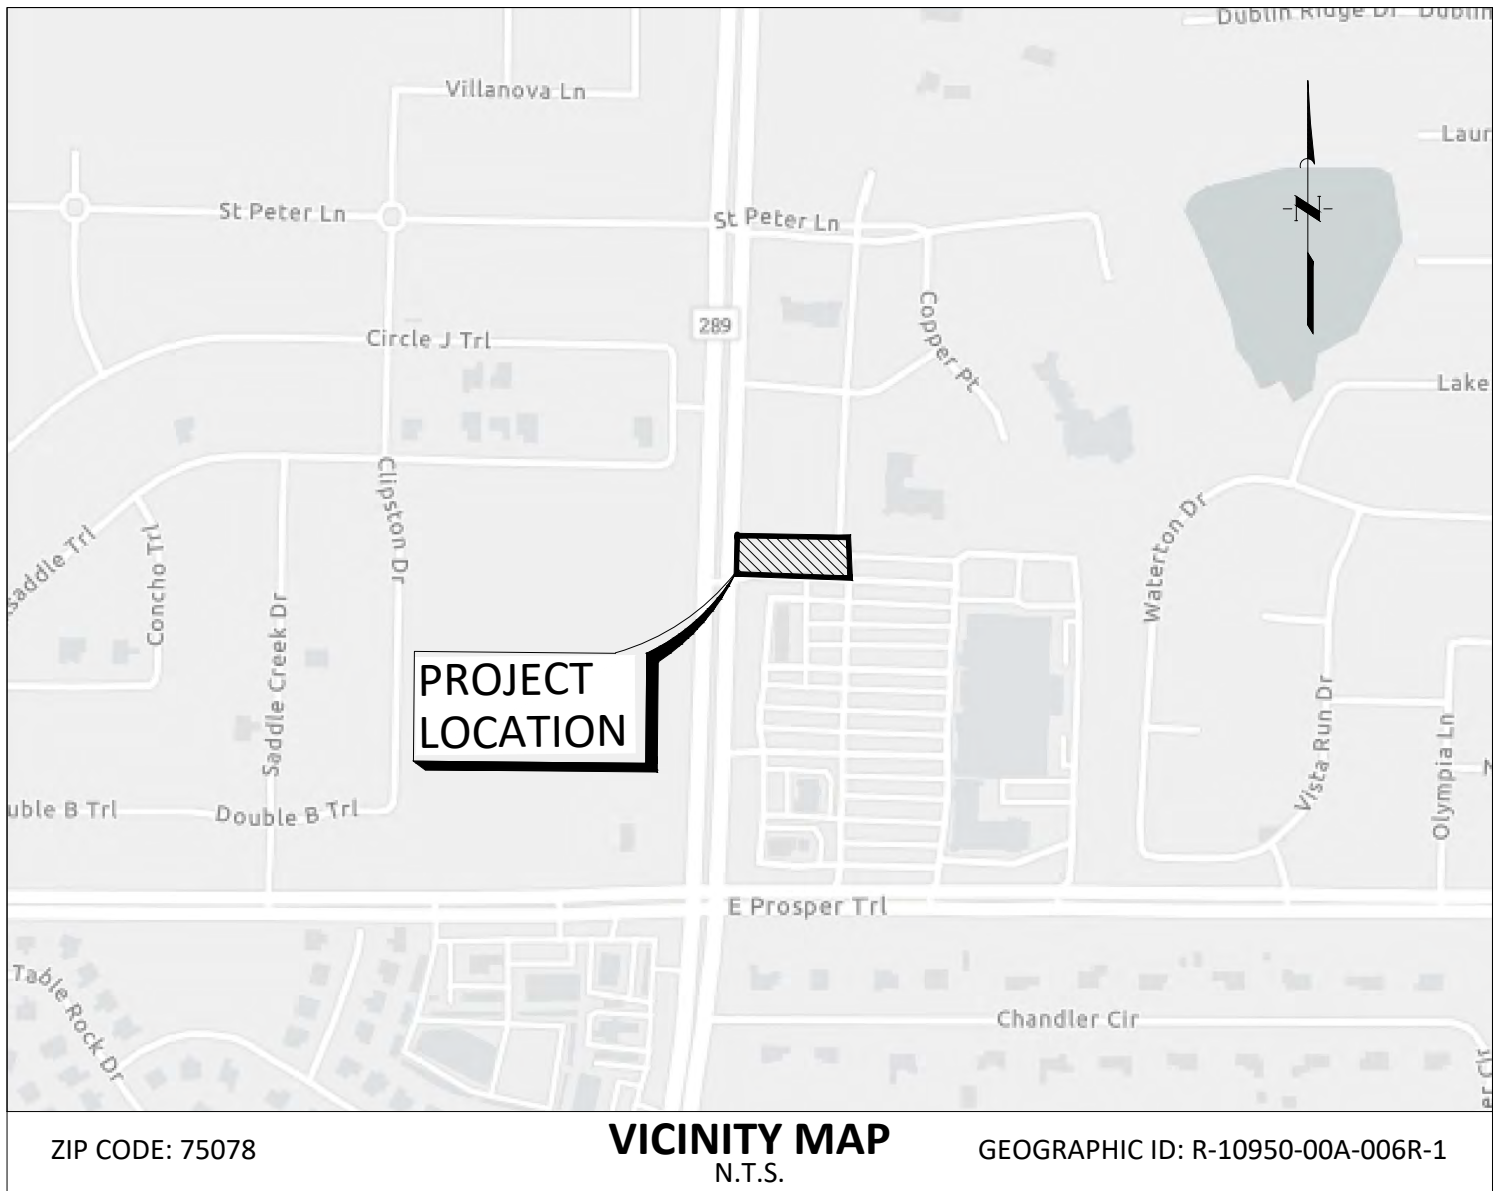 Dublin Ridge Dr
Dublin
Villanova Ln
Laur
St Peter Ln
St Peter Ln
289
Copper Pt
Circle J Trl
Lake
Clipston Dr
Waterton Dr
saddle Trl
Concho Trl
Saddle Creek Dr
PROJECT
LOCATION
Vista Run Dr
Olympia Ln
N
uble B Trl
Double B Trl
E Prosper Trl
Table Rock Dr
Chandler Cir
er Cir
ZIP CODE: 75078
VICINITY MAP
N.T.S.
GEOGRAPHIC ID: R-10950-00A-006R-1